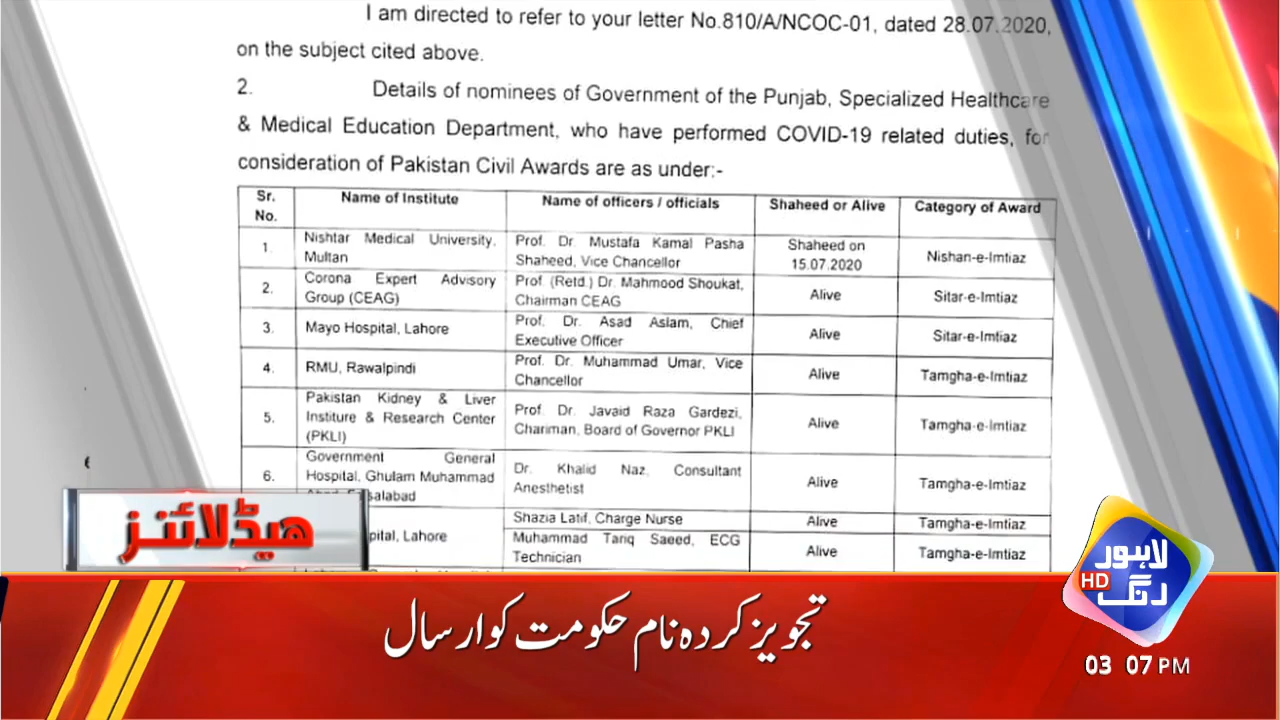 I am directed to refer to your letter No.810/A/NCOC-01, dated 28.07.2020,
on the subject cited above.
2. Details of nominees of Government of the Punjab, Specialized Healthcare
& Medical Education Department, who have performed COVID-19 related duties, for
consideration of Pakistan Civil Awards are as under:-
Sr. No. Name of Institute Name of officers / officials Shaheed or Alive Category of Award
1. Nishtar Medical University, Multan Prof. Dr. Mustafa Kamal Pasha Shaheed, Vice Chancellor Shaheed on 15.07.2020 Nishan-e-Imtiaz
2. Corona Expert Advisory Group (CEAG) Prof. (Retd.) Dr. Mahmood Shoukat, Chairman CEAG Alive Sitar-e-Imtiaz
3. Mayo Hospital, Lahore Prof. Dr. Asad Aslam, Chief Executive Officer Alive Sitar-e-Imtiaz
4. RMU, Rawalpindi Prof. Dr. Muhammad Umar, Vice Chancellor Alive Tamgha-e-Imtiaz
5. Pakistan Kidney & Liver Institure & Research Center (PKLI) Prof. Dr. Javaid Raza Gardezi, Chariman, Board of Governor PKLI Alive Tamgha-e-Imtiaz
6. Government General Hospital, Ghulam Muhammad Dr. Khalid Naz, Consultant Anesthetist Alive Tamgha-e-Imtiaz
Lahore Shazia Latif, Charge Nurse Alive Tamgha-e-Imtiaz
Muhammad Tariq Saeed, ECG Technician Alive Tamgha-e-Imtiaz
ہیڈلائنز
لاہور
رنگ
HD
تجویز کردہ نام حکومت کو ارسال
03 07 PM